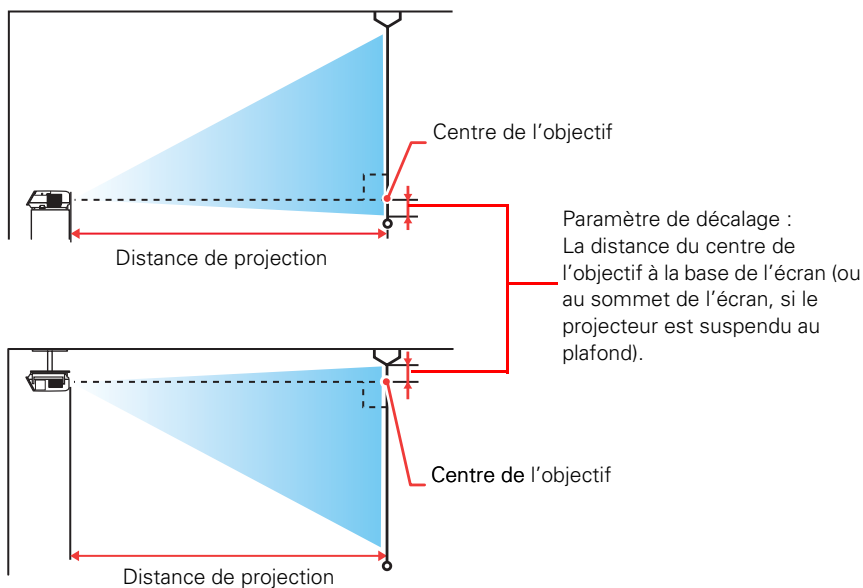 Centre de l’objectif
Distance de projection
Paramètre de décalage :
La distance du centre de
l’objectif à la base de l’écran (ou
au sommet de l’écran, si le
projecteur est suspendu au
plafond).
Centre de l’objectif
Distance de projection